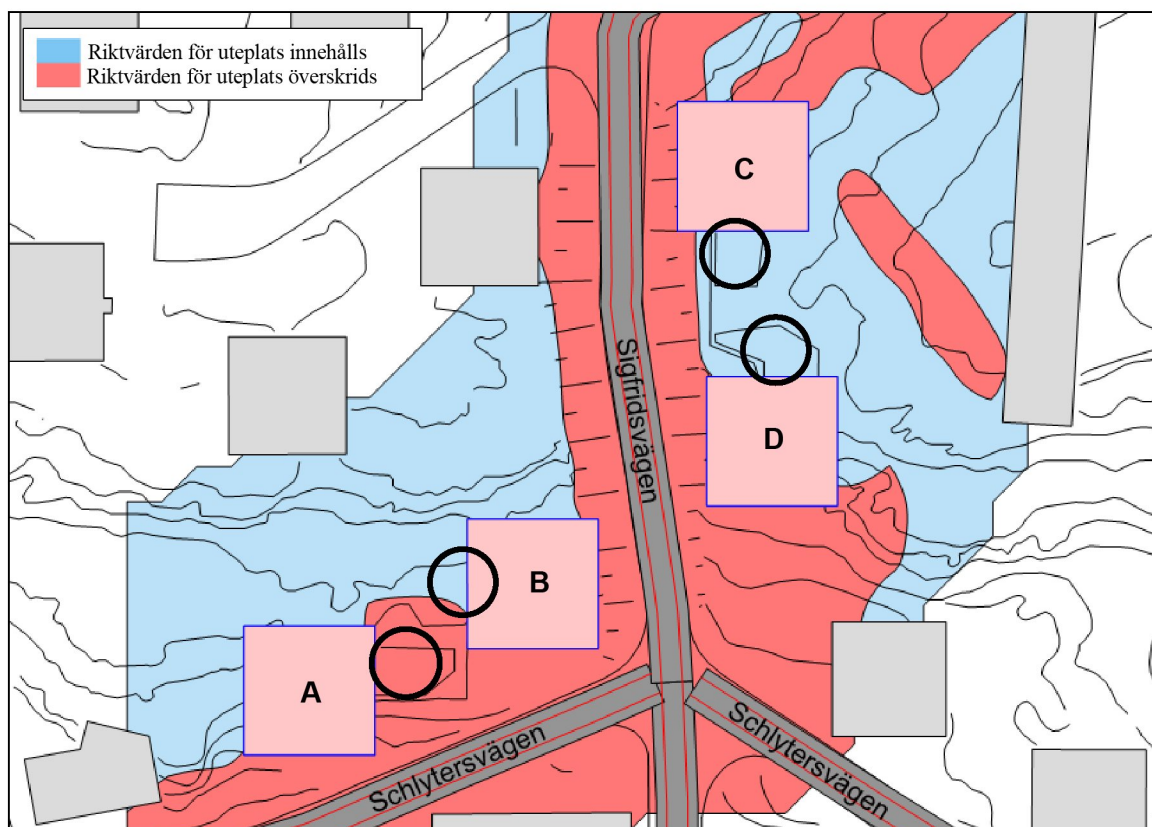 Riktvärden för uteplats innehålls
Riktvärden för uteplats överskrids
C
Sigfridsvägen
D
B
A
Schlytersvägen
Schlytersvägen